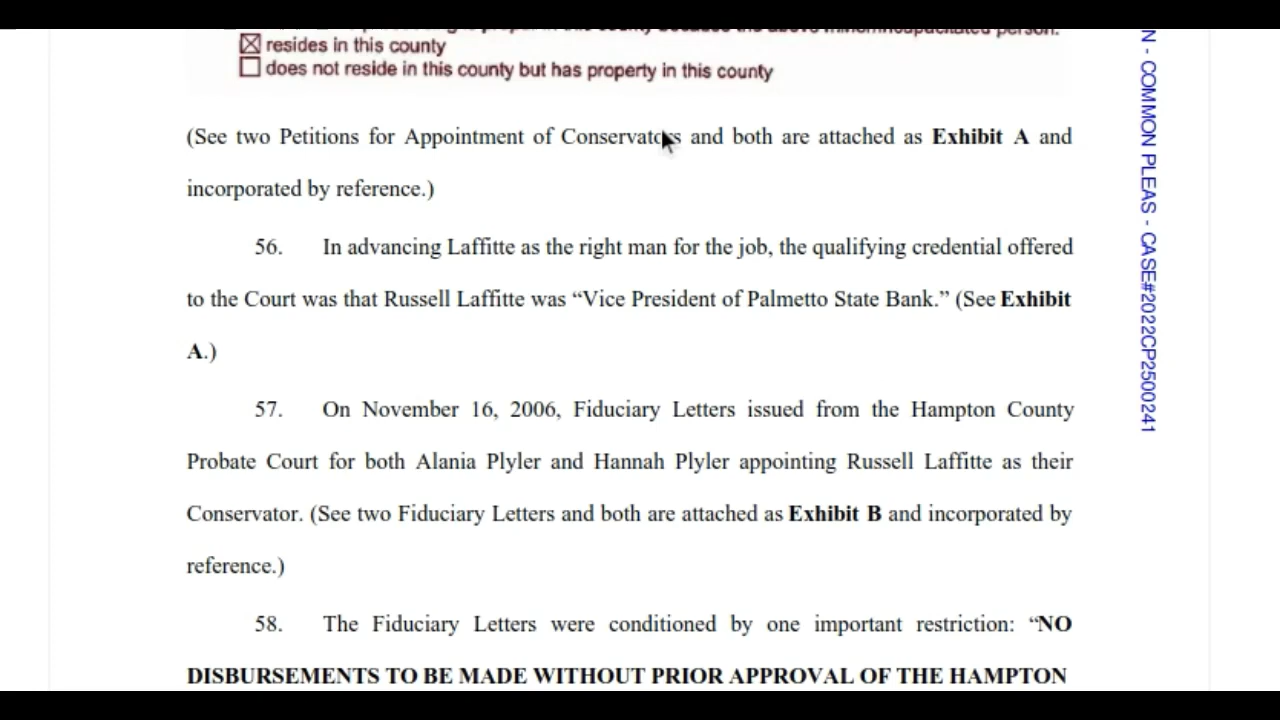 person.
☒ resides in this county
☐ does not reside in this county but has property in this county
(See two Petitions for Appointment of Conservators and both are attached as Exhibit A and
incorporated by reference.)
56. In advancing Laffitte as the right man for the job, the qualifying credential offered
to the Court was that Russell Laffitte was “Vice President of Palmetto State Bank.” (See Exhibit
A.)
57. On November 16, 2006, Fiduciary Letters issued from the Hampton County
Probate Court for both Alania Plyler and Hannah Plyler appointing Russell Laffitte as their
Conservator. (See two Fiduciary Letters and both are attached as Exhibit B and incorporated by
reference.)
58. The Fiduciary Letters were conditioned by one important restriction: “NO
DISBURSEMENTS TO BE MADE WITHOUT PRIOR APPROVAL OF THE HAMPTON
N - COMMON PLEAS - CASE#2022CP2500241